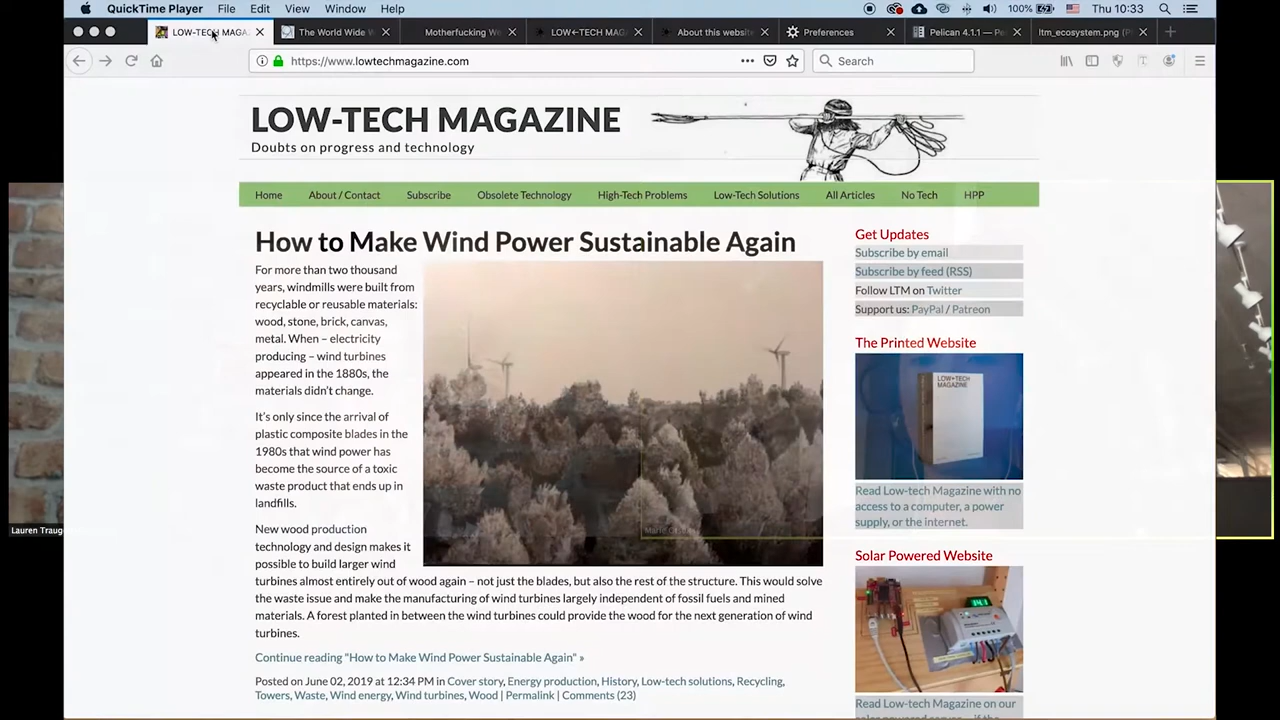 QuickTime Player File Edit View Window Help 100% Thu 10:33
LOW-TECH MAGA The World Wide W Motherfucking We LOW←TECH MAGA About this website Preferences Pelican 4.1.1 — Pe ltm_ecosystem.png (P
https://www.lowtechmagazine.com Search
LOW-TECH MAGAZINE
Doubts on progress and technology
Home About / Contact Subscribe Obsolete Technology High-Tech Problems Low-Tech Solutions All Articles No Tech HPP
How to Make Wind Power Sustainable Again
For more than two thousand
years, windmills were built from
recyclable or reusable materials:
wood, stone, brick, canvas,
metal. When – electricity
producing – wind turbines
appeared in the 1880s, the
materials didn't change.
It's only since the arrival of
plastic composite blades in the
1980s that wind power has
become the source of a toxic
waste product that ends up in
landfills.
New wood production
technology and design makes it
possible to build larger wind
turbines almost entirely out of wood again – not just the blades, but also the rest of the structure. This would solve
the waste issue and make the manufacturing of wind turbines largely independent of fossil fuels and mined
materials. A forest planted in between the wind turbines could provide the wood for the next generation of wind
turbines.
Continue reading "How to Make Wind Power Sustainable Again" »
Posted on June 02, 2019 at 12:34 PM in Cover story, Energy production, History, Low-tech solutions, Recycling,
Towers, Waste, Wind energy, Wind turbines, Wood | Permalink | Comments (23)
Get Updates
Subscribe by email
Subscribe by feed (RSS)
Follow LTM on Twitter
Support us: PayPal / Patreon
The Printed Website
LOW←TECH
MAGAZINE
Read Low-tech Magazine with no
access to a computer, a power
supply, or the internet.
Solar Powered Website
Read Low-tech Magazine on our
Lauren Traug